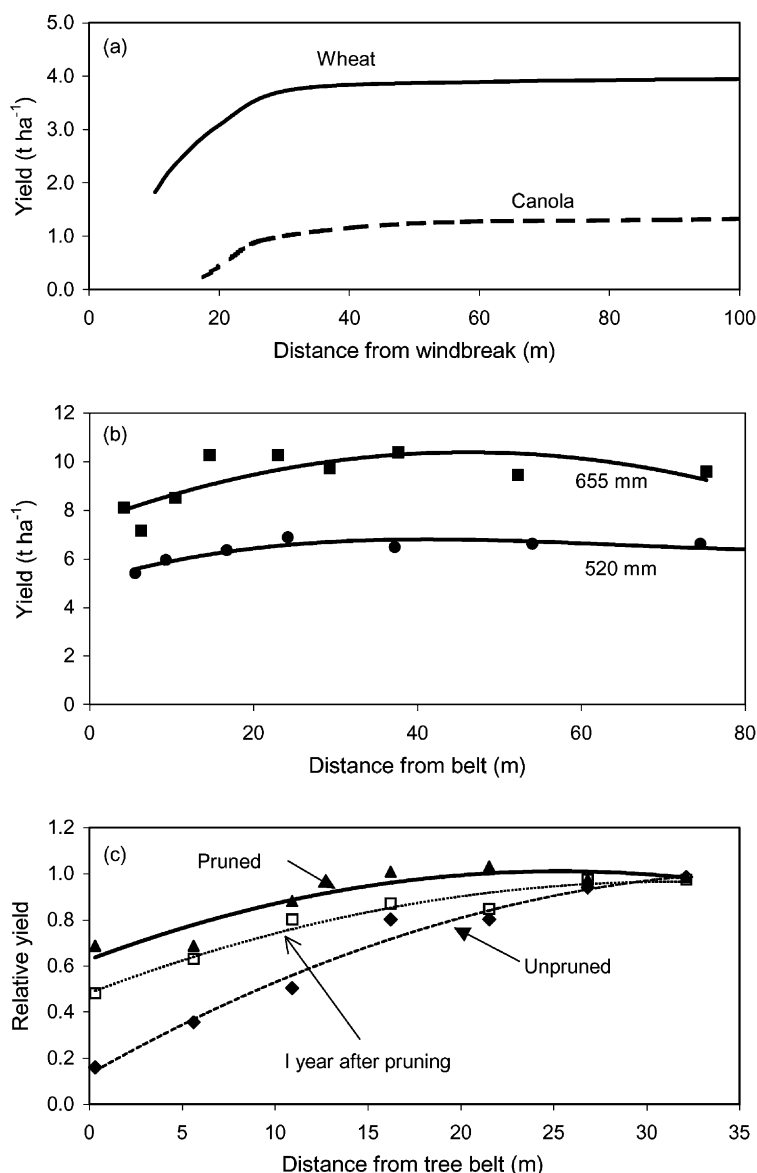 (a)
Wheat
Canola
Yield (t ha⁻¹)
5.0
4.0
3.0
2.0
1.0
0.0
0 20 40 60 80 100
Distance from windbreak (m)
(b)
655 mm
520 mm
Yield (t ha⁻¹)
12
10
8
6
4
2
0
0 20 40 60 80
Distance from belt (m)
(c)
Pruned
Unpruned
I year after pruning
Relative yield
1.2
1.0
0.8
0.6
0.4
0.2
0.0
0 5 10 15 20 25 30 35
Distance from tree belt (m)